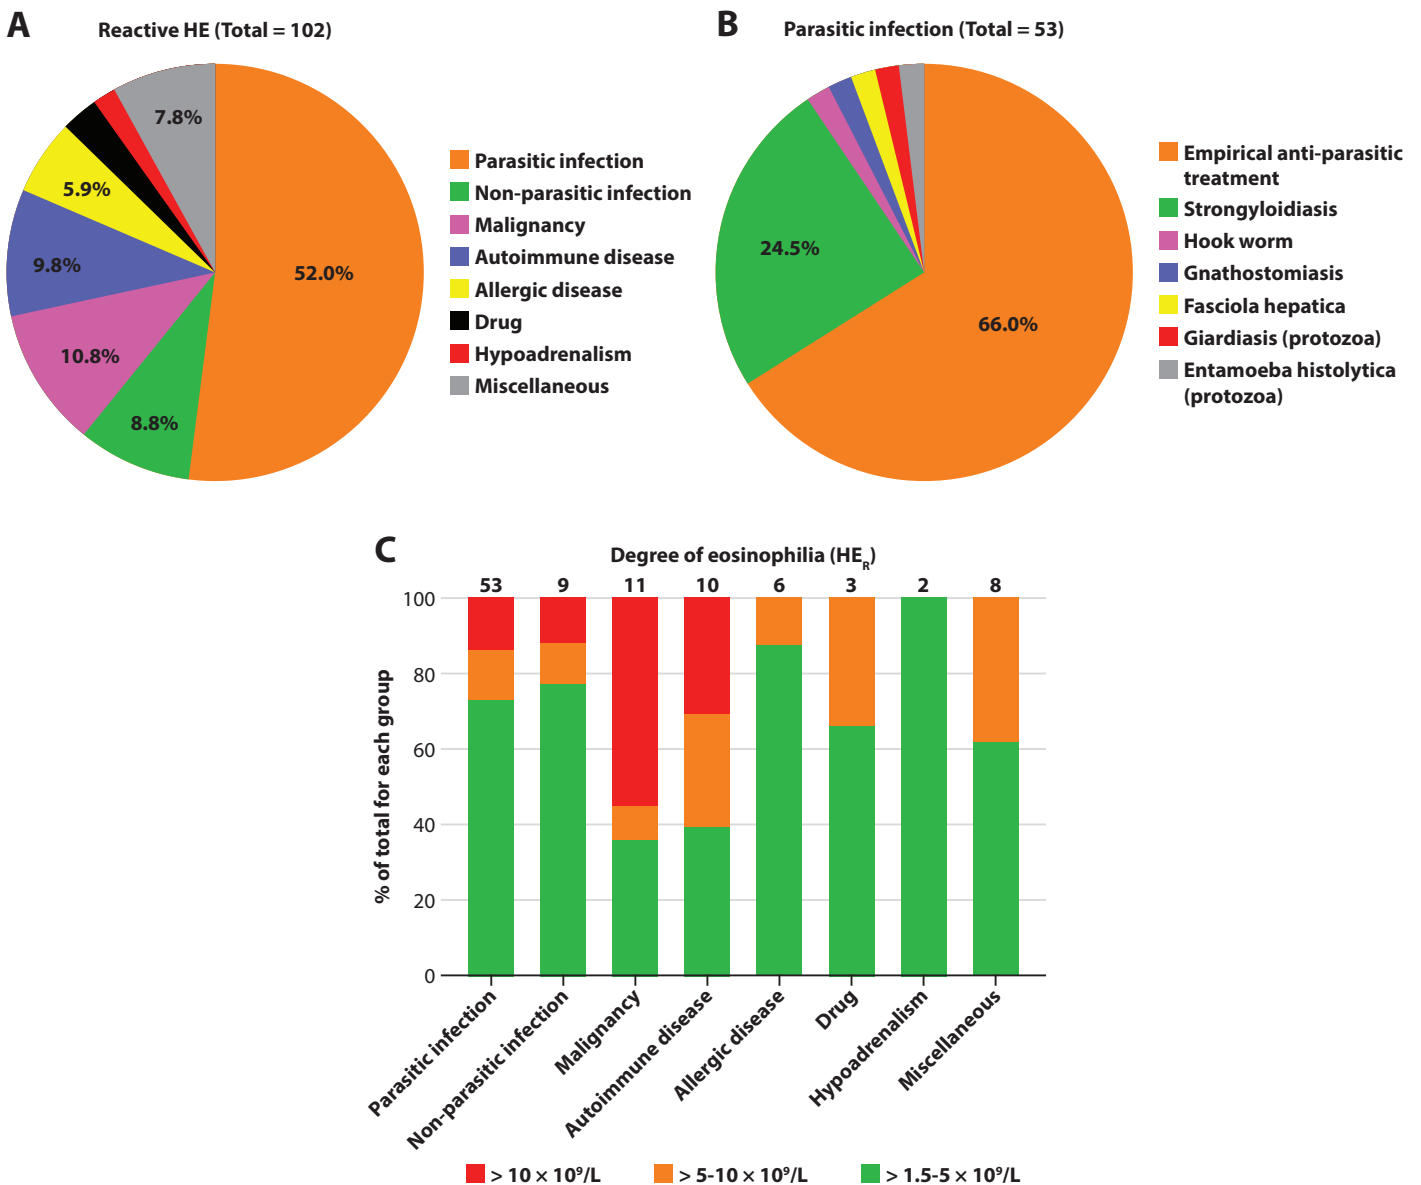 A
Reactive HE (Total = 102)
7.8%
5.9%
9.8%
10.8%
8.8%
52.0%
Parasitic infection
Non-parasitic infection
Malignancy
Autoimmune disease
Allergic disease
Drug
Hypoadrenalism
Miscellaneous
B
Parasitic infection (Total = 53)
24.5%
66.0%
Empirical anti-parasitic
treatment
Strongyloidiasis
Hook worm
Gnathostomiasis
Fasciola hepatica
Giardiasis (protozoa)
Entamoeba histolytica
(protozoa)
C
Degree of eosinophilia (HE_R)
53 9 11 10 6 3 2 8
% of total for each group
100
80
60
40
20
0
Parasitic infection
Non-parasitic infection
Malignancy
Autoimmune disease
Allergic disease
Drug
Hypoadrenalism
Miscellaneous
> 10 × 10⁹/L
> 5-10 × 10⁹/L
> 1.5-5 × 10⁹/L